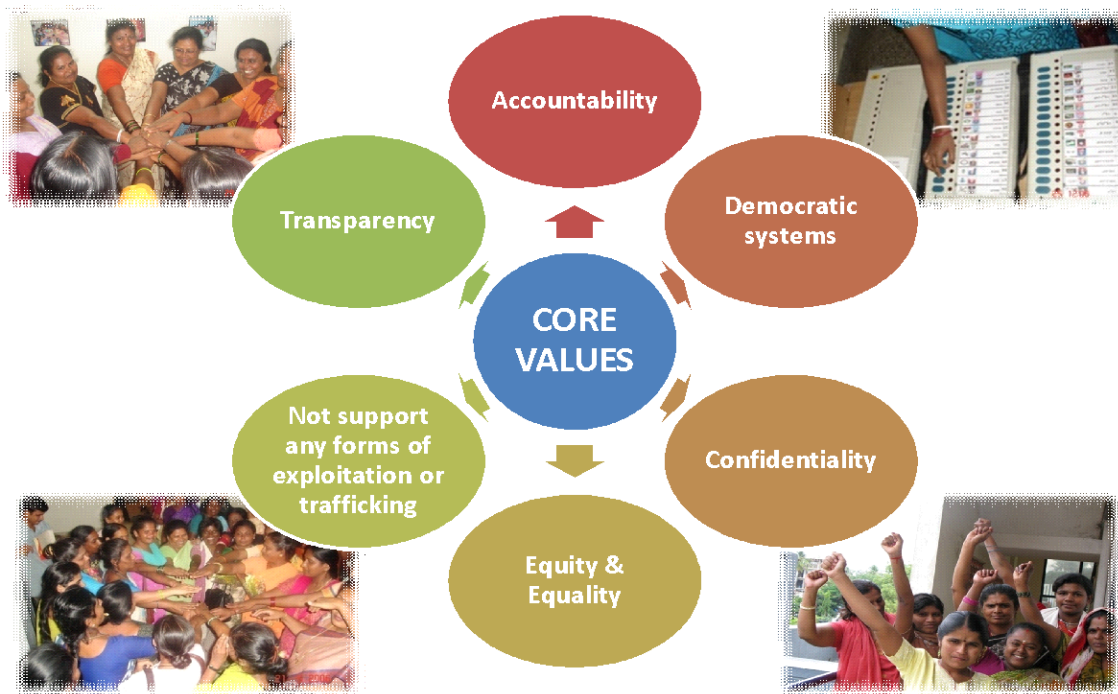 Accountability
Transparency
Democratic
systems
CORE
VALUES
Not support
any forms of
exploitation or
trafficking
Confidentiality
Equity &
Equality